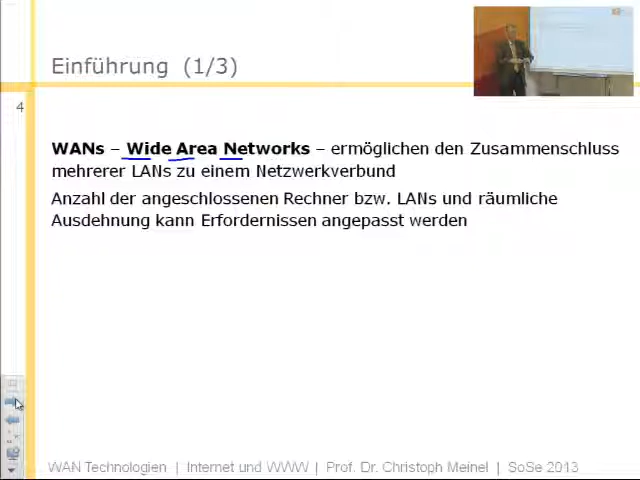 Einführung (1/3)
4
WANs – Wide Area Networks – ermöglichen den Zusammenschluss
mehrerer LANs zu einem Netzwerkverbund
Anzahl der angeschlossenen Rechner bzw. LANs und räumliche
Ausdehnung kann Erfordernissen angepasst werden
WAN Technologien | Internet und WWW | Prof. Dr. Christoph Meinel | SoSe 2013